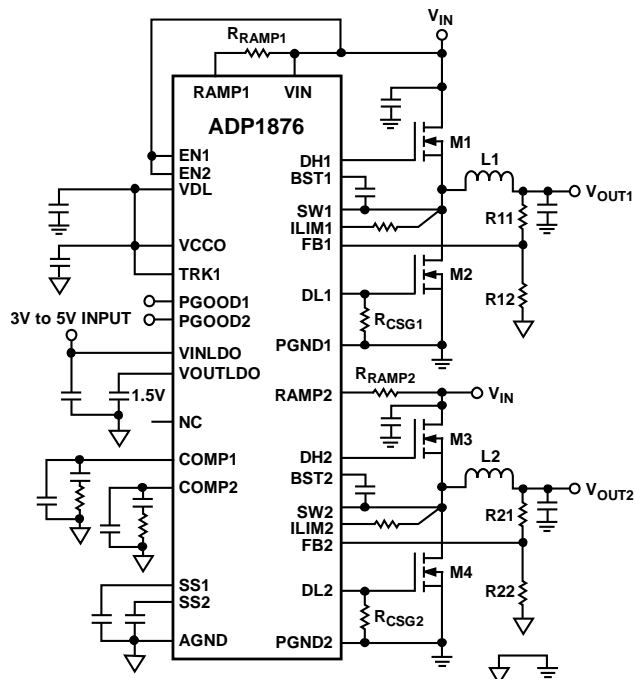 VIN
RRAMP1
RAMP1 VIN
ADP1876
M1
EN1
EN2
VDL
DH1
BST1
L1
VOUT1
SW1
ILIM1
FB1
R11
VCCO
TRK1
M2
PGOOD1
PGOOD2
DL1
R12
3V to 5V INPUT
RCSG1
VINLDO
PGND1
VOUTLDO
1.5V
RAMP2
RRAMP2
VIN
NC
M3
DH2
COMP1
BST2
L2
COMP2
VOUT2
SW2
ILIM2
R21
FB2
M4
SS1
SS2
DL2
R22
RCSG2
AGND
PGND2